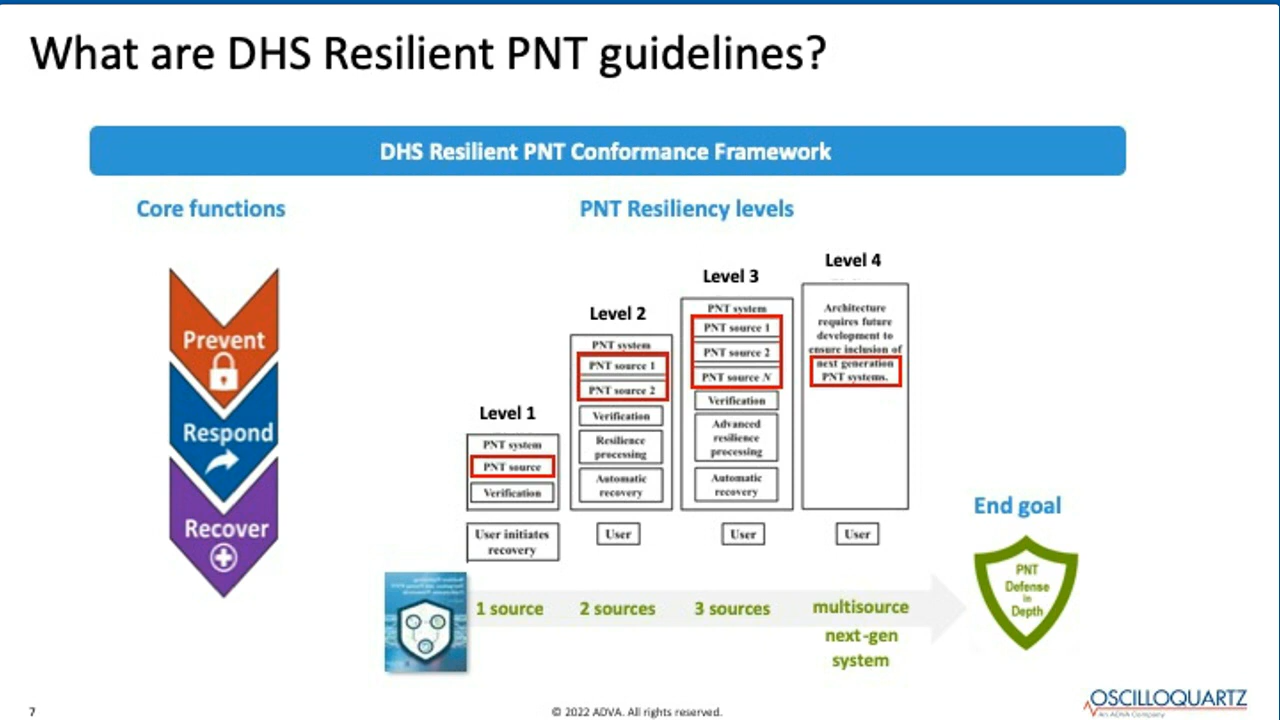 What are DHS Resilient PNT guidelines?
DHS Resilient PNT Conformance Framework
Core functions
PNT Resiliency levels
Prevent
Respond
Recover
Level 1
PNT system
PNT source
Verification
User initiates
recovery
Level 2
PNT system
PNT source 1
PNT source 2
Verification
Resilience
processing
Automatic
recovery
User
Level 3
PNT system
PNT source 1
PNT source 2
PNT source N
Verification
Advanced
resilience
processing
Automatic
recovery
User
Level 4
Architecture
requires future
development to
ensure inclusion of
next generation
PNT systems.
User
1 source
2 sources
3 sources
multisource
next-gen
system
End goal
PNT
Defense
in
Depth
7
© 2022 ADVA. All rights reserved.
OSCILLOQUARTZ
An ADVA Company